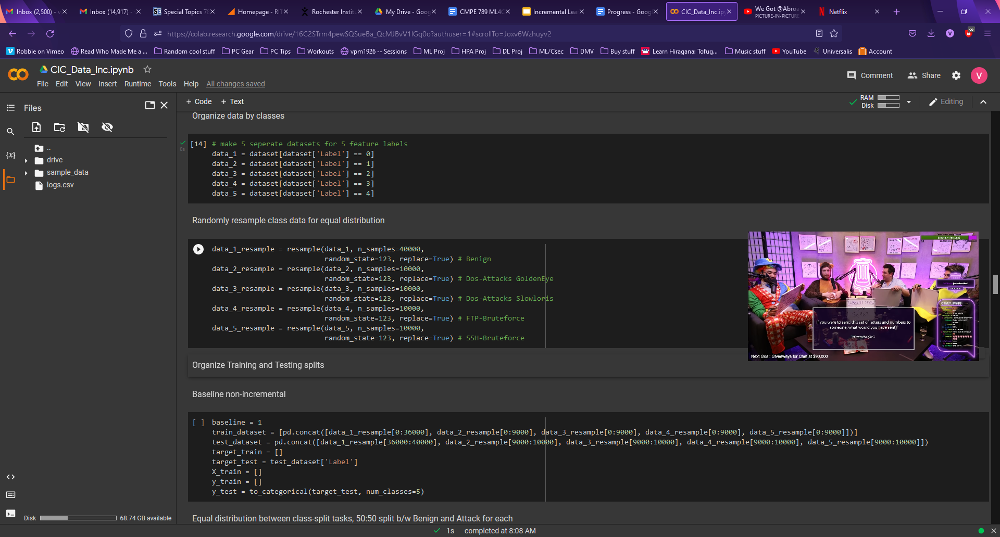 Inbox (2,500) - v
Inbox (14,917) -
Special Topics 78
Homepage - RIT
Rochester Institu
My Drive - Goog
CMPE 789 ML4C
Incremental Lea
Progress - Goog
CIC_Data_Inc.ipy
We Got @Abroa
PICTURE-IN-PICTURE
Netflix
https://colab.research.google.com/drive/16C2STrm4pewSQSueBa_QcMJBvV1IGq0o?authuser=1#scrollTo=Joxv6Wzhuyv2
Robbie on Vimeo
Read Who Made Me a ...
Random cool stuff
PC Gear
PC Tips
Workouts
vpm1926 -- Sessions
ML Proj
HPA Proj
DL Proj
ML/Csec
DMV
Buy stuff
Learn Hiragana: Tofug...
Music stuff
YouTube
Universalis
Account
CIC_Data_Inc.ipynb
File Edit View Insert Runtime Tools Help All changes saved
Comment
Share
V
Files
+ Code + Text
RAM
Disk
Editing
..
drive
sample_data
logs.csv
Organize data by classes
[14] # make 5 seperate datasets for 5 feature labels
data_1 = dataset[dataset['Label'] == 0]
data_2 = dataset[dataset['Label'] == 1]
data_3 = dataset[dataset['Label'] == 2]
data_4 = dataset[dataset['Label'] == 3]
data_5 = dataset[dataset['Label'] == 4]
0s
Randomly resample class data for equal distribution
data_1_resample = resample(data_1, n_samples=40000,
random_state=123, replace=True) # Benign
data_2_resample = resample(data_2, n_samples=10000,
random_state=123, replace=True) # Dos-Attacks GoldenEye
data_3_resample = resample(data_3, n_samples=10000,
random_state=123, replace=True) # Dos-Attacks Slowloris
data_4_resample = resample(data_4, n_samples=10000,
random_state=123, replace=True) # FTP-Bruteforce
data_5_resample = resample(data_5, n_samples=10000,
random_state=123, replace=True) # SSH-Bruteforce
If you were to send this set of letters and numbers to
someone, what would you have sent?
Next Goal: Giveaways for Chat at $90,000
Organize Training and Testing splits
Baseline non-incremental
[ ] baseline = 1
train_dataset = [pd.concat([data_1_resample[0:36000], data_2_resample[0:9000], data_3_resample[0:9000], data_4_resample[0:9000], data_5_resample[0:9000]])]
test_dataset = pd.concat([data_1_resample[36000:40000], data_2_resample[9000:10000], data_3_resample[9000:10000], data_4_resample[9000:10000], data_5_resample[9000:10000]])
target_train = []
target_test = test_dataset['Label']
X_train = []
y_train = []
y_test = to_categorical(target_test, num_classes=5)
Disk
68.74 GB available
Equal distribution between class-split tasks, 50:50 split b/w Benign and Attack for each
1s completed at 8:08 AM